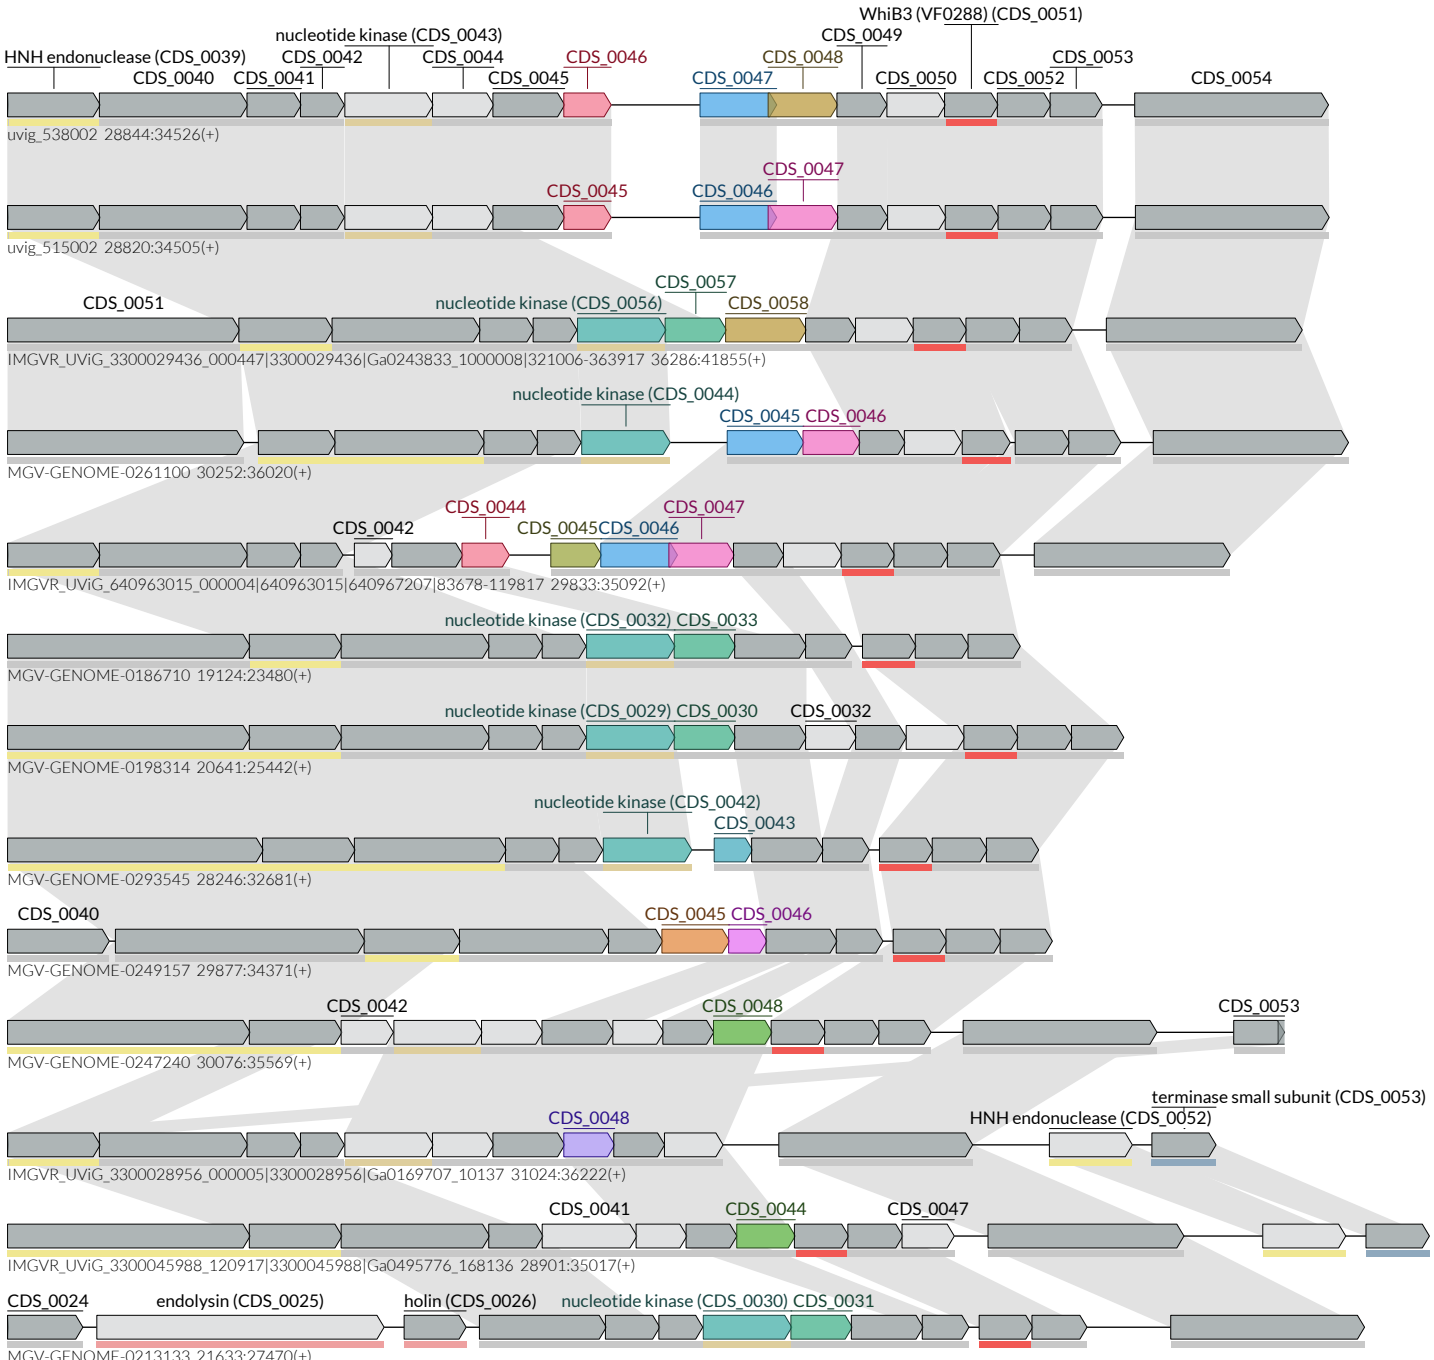 WhiB3 (VF0288) (CDS_0051)
nucleotide kinase (CDS_0043) CDS_0049
HNH endonuclease (CDS_0039) CDS_0042 CDS_0044 CDS_0046 CDS_0048 CDS_0053
CDS_0040 CDS_0041 CDS_0045 CDS_0047 CDS_0050 CDS_0052 CDS_0054
uvig_538002 28844:34526(+)
CDS_0047
CDS_0045 CDS_0046
uvig_515002 28820:34505(+)
CDS_0057
CDS_0051 nucleotide kinase (CDS_0056) CDS_0058
IMGVR_UViG_3300029436_000447|3300029436|Ga0243833_1000008|321006-363917 36286:41855(+)
nucleotide kinase (CDS_0044)
CDS_0045 CDS_0046
MGV-GENOME-0261100 30252:36020(+)
CDS_0044 CDS_0047
CDS_0042 CDS_0045 CDS_0046
IMGVR_UViG_640963015_000004|640963015|640967207|83678-119817 29833:35092(+)
nucleotide kinase (CDS_0032) CDS_0033
MGV-GENOME-0186710 19124:23480(+)
nucleotide kinase (CDS_0029) CDS_0030 CDS_0032
MGV-GENOME-0198314 20641:25442(+)
nucleotide kinase (CDS_0042)
CDS_0043
MGV-GENOME-0293545 28246:32681(+)
CDS_0040 CDS_0045 CDS_0046
MGV-GENOME-0249157 29877:34371(+)
CDS_0042 CDS_0048 CDS_0053
MGV-GENOME-0247240 30076:35569(+)
terminase small subunit (CDS_0053)
CDS_0048 HNH endonuclease (CDS_0052)
IMGVR_UViG_3300028956_000005|3300028956|Ga0169707_10137 31024:36222(+)
CDS_0041 CDS_0044 CDS_0047
IMGVR_UViG_3300045988_120917|3300045988|Ga0495776_168136 28901:35017(+)
CDS_0024 endolysin (CDS_0025) holin (CDS_0026) nucleotide kinase (CDS_0030) CDS_0031
MGV-GENOME-0213133 21633:27470(+)